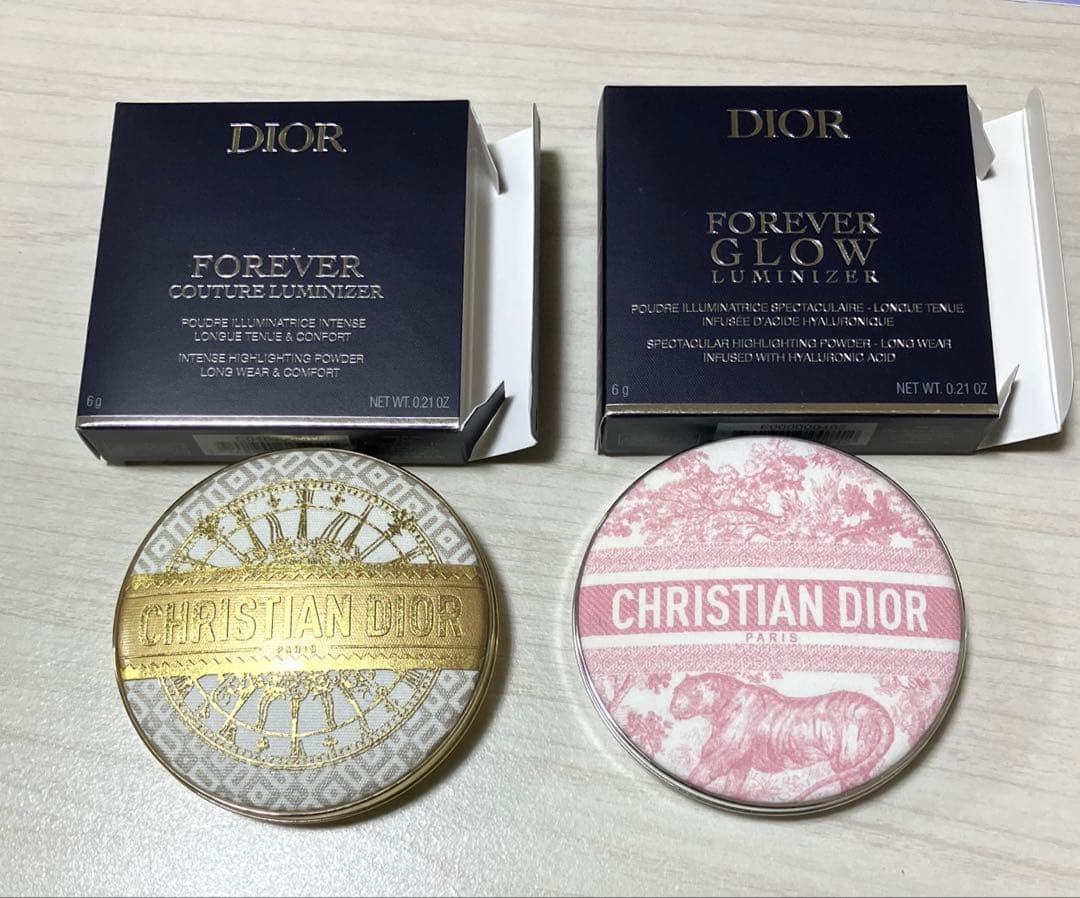 DIOR
FOREVER
COUTURE LUMINIZER
POUDRE ILLUMINATRICE INTENSE
LONGUE TENUE & CONFORT
INTENSE HIGHLIGHTING POWDER
LONG WEAR & COMFORT
6 g
NET WT. 0.21 OZ
DIOR
FOREVER
GLOW
LUMINIZER
POUDRE ILLUMINATRICE SPECTACULAIRE - LONGUE TENUE
INFUSÉE D'ACIDE HYALURONIQUE
SPECTACULAR HIGHLIGHTING POWDER - LONG WEAR
INFUSED WITH HYALURONIC ACID
6 g
NET WT. 0.21 OZ
CHRISTIAN DIOR
PARIS
CHRISTIAN DIOR
PARIS